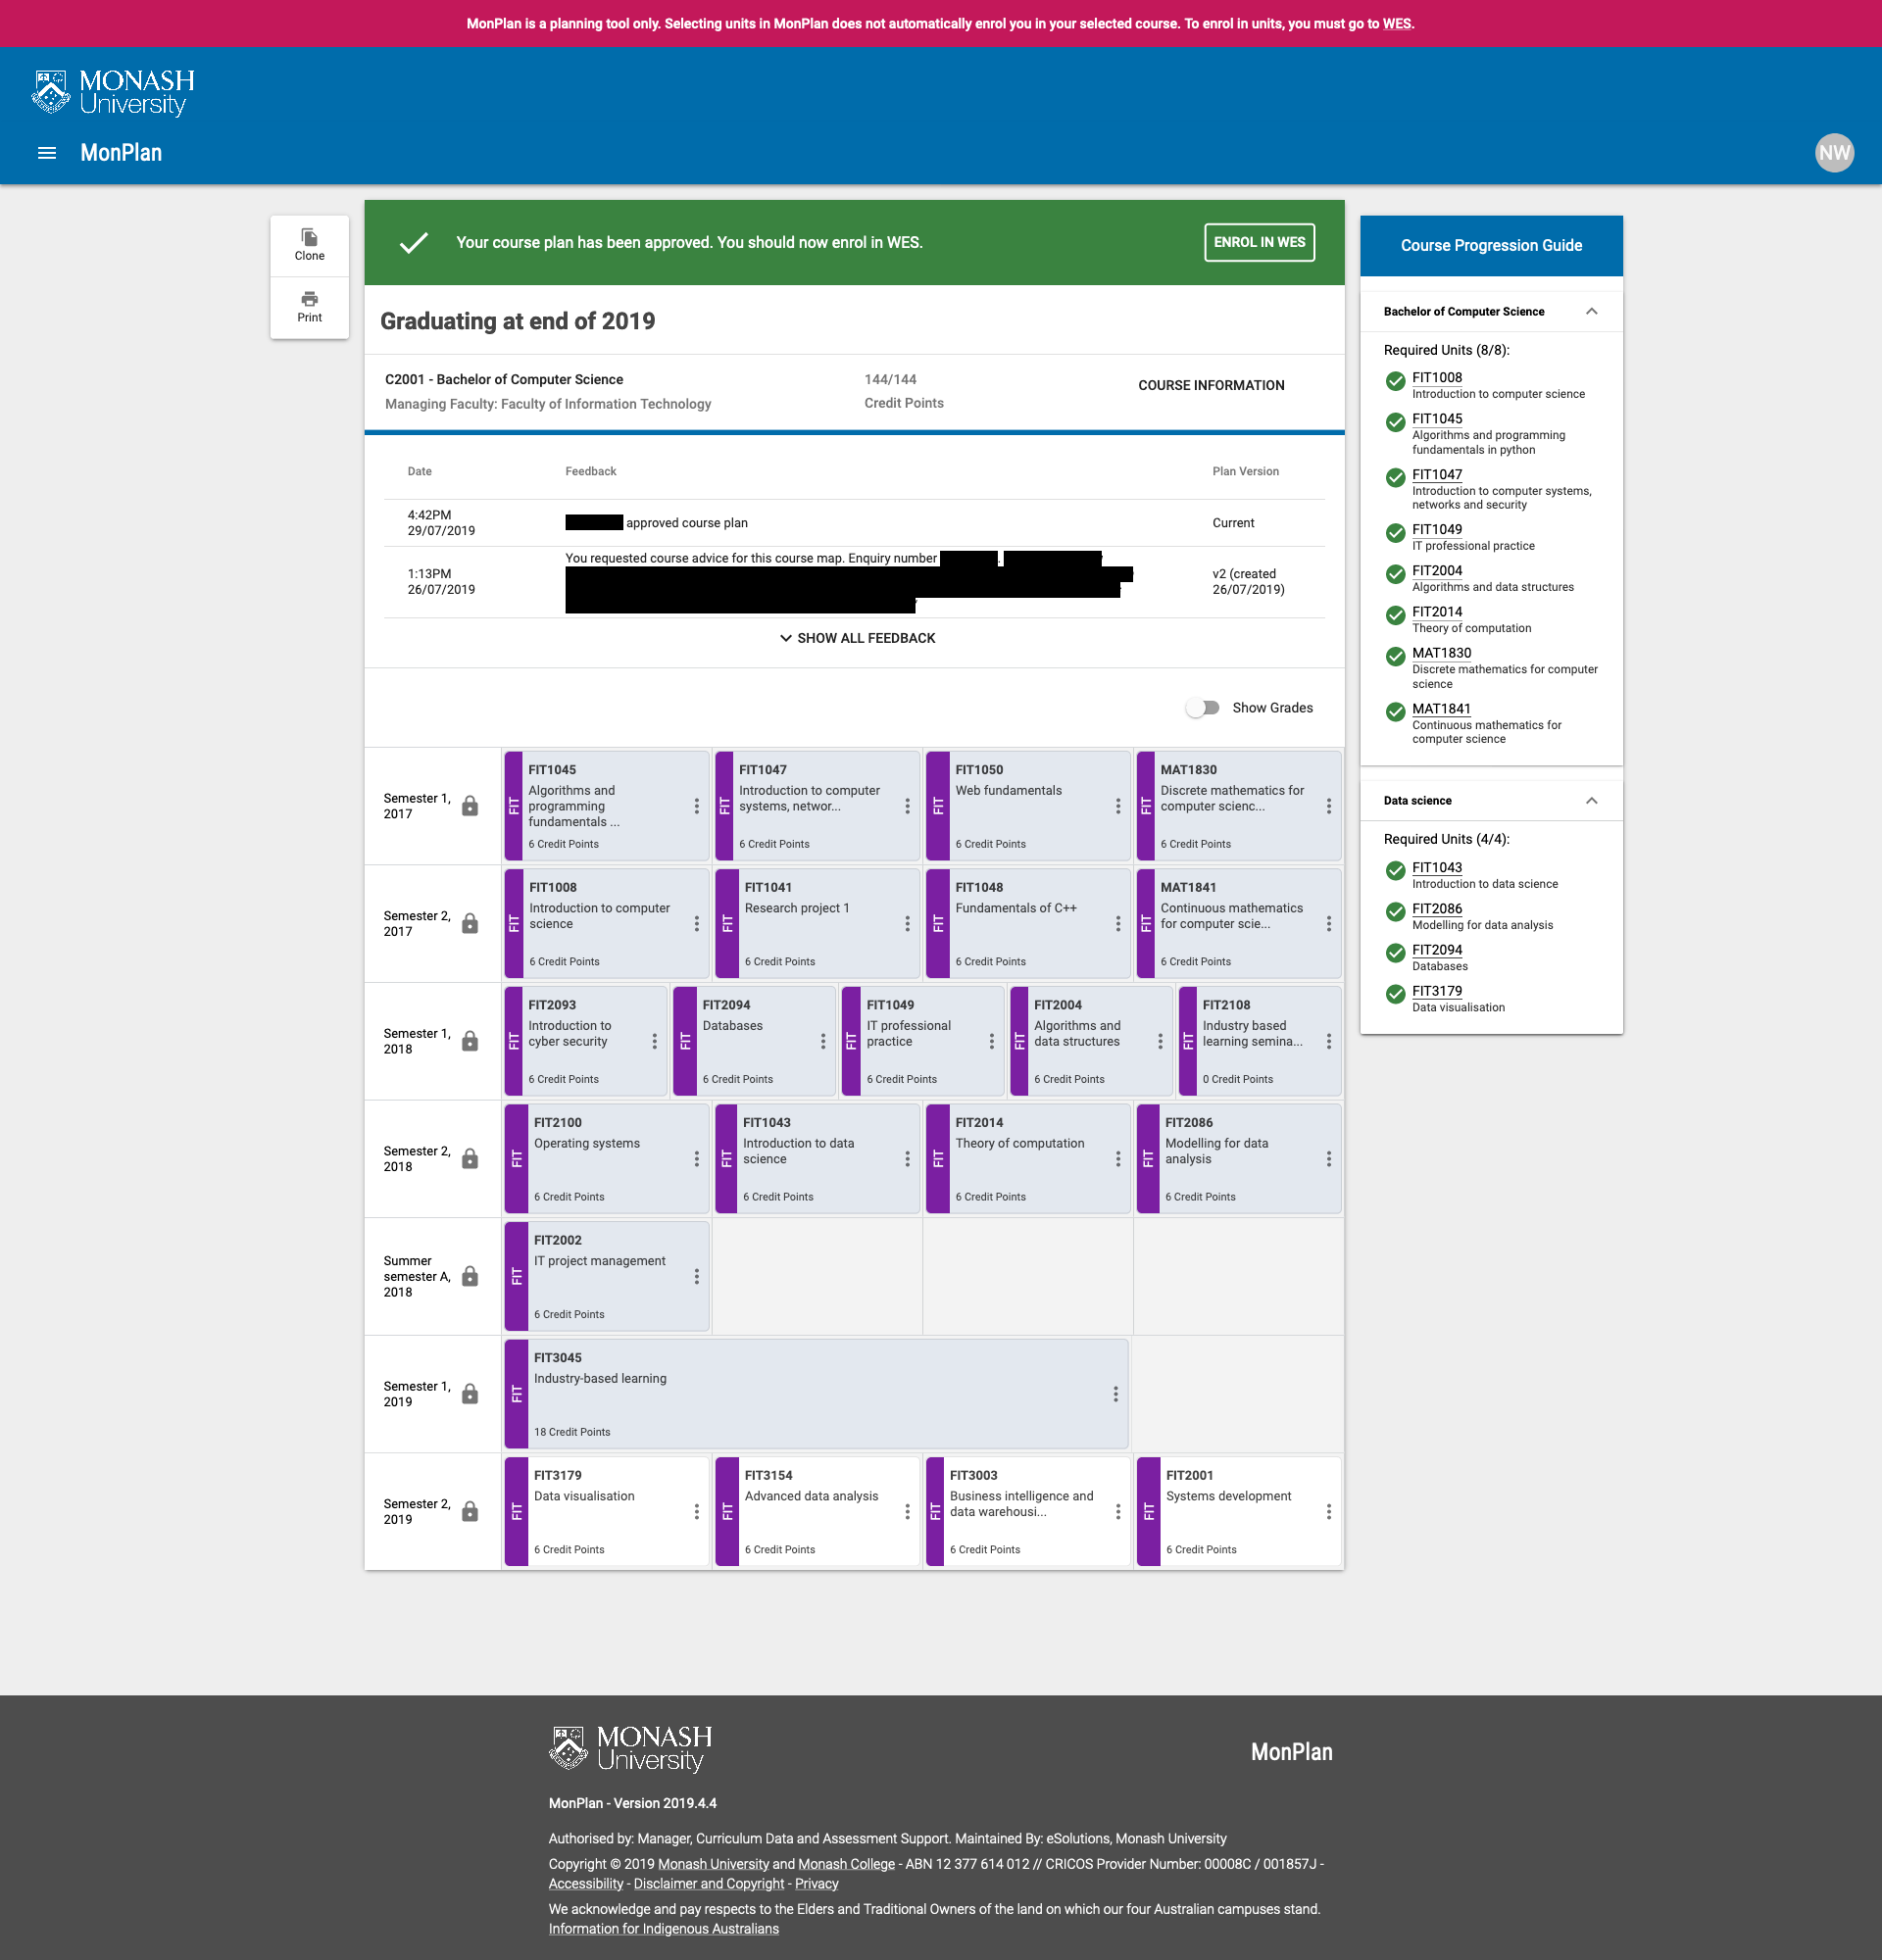 MonPlan is a planning tool only. Selecting units in MonPlan does not automatically enrol you in your selected course. To enrol in units, you must go to WES.
MONASH
University
MonPlan
NW
Clone
Print
Your course plan has been approved. You should now enrol in WES.
ENROL IN WES
Graduating at end of 2019
C2001 - Bachelor of Computer Science
Managing Faculty: Faculty of Information Technology
144/144
Credit Points
COURSE INFORMATION
Date
Feedback
Plan Version
4:42PM
29/07/2019
approved course plan
Current
1:13PM
26/07/2019
You requested course advice for this course map. Enquiry number
v2 (created
26/07/2019)
SHOW ALL FEEDBACK
Show Grades
Semester 1,
2017
FIT
FIT1045
Algorithms and
programming
fundamentals ...
6 Credit Points
FIT
FIT1047
Introduction to computer
systems, networ...
6 Credit Points
FIT
FIT1050
Web fundamentals
6 Credit Points
FIT
MAT1830
Discrete mathematics for
computer scienc...
6 Credit Points
Semester 2,
2017
FIT
FIT1008
Introduction to computer
science
6 Credit Points
FIT
FIT1041
Research project 1
6 Credit Points
FIT
FIT1048
Fundamentals of C++
6 Credit Points
FIT
MAT1841
Continuous mathematics
for computer scie...
6 Credit Points
Semester 1,
2018
FIT
FIT2093
Introduction to
cyber security
6 Credit Points
FIT
FIT2094
Databases
6 Credit Points
FIT
FIT1049
IT professional
practice
6 Credit Points
FIT
FIT2004
Algorithms and
data structures
6 Credit Points
FIT
FIT2108
Industry based
learning semina...
0 Credit Points
Semester 2,
2018
FIT
FIT2100
Operating systems
6 Credit Points
FIT
FIT1043
Introduction to data
science
6 Credit Points
FIT
FIT2014
Theory of computation
6 Credit Points
FIT
FIT2086
Modelling for data
analysis
6 Credit Points
Summer
semester A,
2018
FIT
FIT2002
IT project management
6 Credit Points
Semester 1,
2019
FIT
FIT3045
Industry-based learning
18 Credit Points
Semester 2,
2019
FIT
FIT3179
Data visualisation
6 Credit Points
FIT
FIT3154
Advanced data analysis
6 Credit Points
FIT
FIT3003
Business intelligence and
data warehousi...
6 Credit Points
FIT
FIT2001
Systems development
6 Credit Points
Course Progression Guide
Bachelor of Computer Science
Required Units (8/8):
FIT1008
Introduction to computer science
FIT1045
Algorithms and programming
fundamentals in python
FIT1047
Introduction to computer systems,
networks and security
FIT1049
IT professional practice
FIT2004
Algorithms and data structures
FIT2014
Theory of computation
MAT1830
Discrete mathematics for computer
science
MAT1841
Continuous mathematics for
computer science
Data science
Required Units (4/4):
FIT1043
Introduction to data science
FIT2086
Modelling for data analysis
FIT2094
Databases
FIT3179
Data visualisation
MONASH
University
MonPlan
MonPlan - Version 2019.4.4
Authorised by: Manager, Curriculum Data and Assessment Support. Maintained By: eSolutions, Monash University
Copyright © 2019 Monash University and Monash College - ABN 12 377 614 012 // CRICOS Provider Number: 00008C / 001857J -
Accessibility - Disclaimer and Copyright - Privacy
We acknowledge and pay respects to the Elders and Traditional Owners of the land on which our four Australian campuses stand.
Information for Indigenous Australians